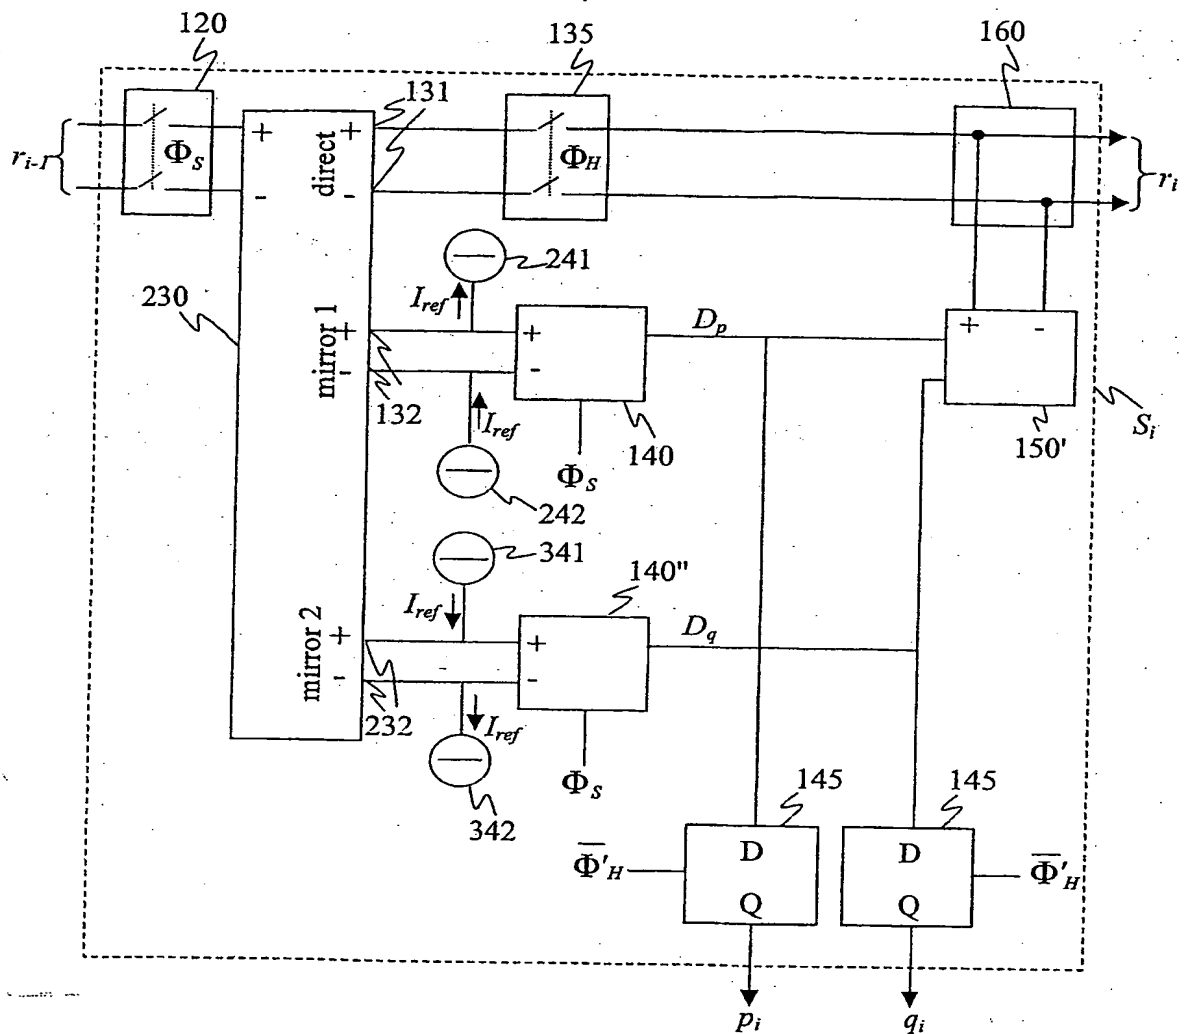 120
135
160
131
r_{i-1}
+ +
Φ_S
direct
Φ_H
r_i
- -
241
I_ref
230
mirror 1
+
-
+
-
D_p
+ -
132
I_ref
140
150'
S_i
Φ_S
242
341
140"
I_ref
mirror 2
+
-
+
-
D_q
232
I_ref
Φ_S
342
145
145
Φ̅'_H
D
Q
D
Q
Φ̅'_H
p_i
q_i